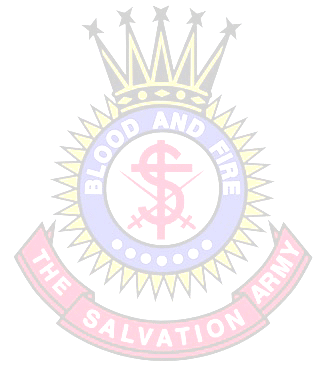 BLOOD AND FIRE
S
THE SALVATION ARMY